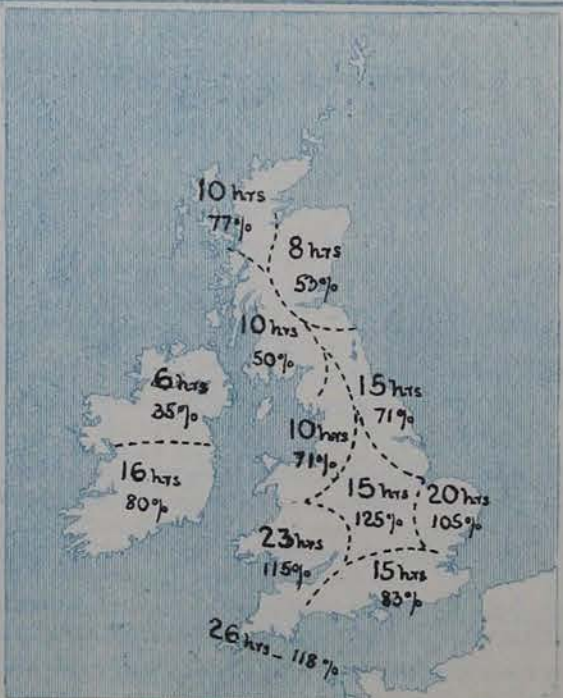 10 hrs
77%
8 hrs
53%
10 hrs
50%
6 hrs
35%
15 hrs
71%
10 hrs
71%
16 hrs
80%
15 hrs
125%
20 hrs
105%
23 hrs
115%
15 hrs
83%
26 hrs - 118%